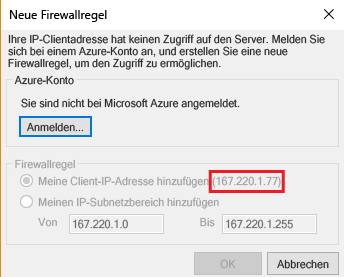 Neue Firewallregel
Ihre IP-Clientadresse hat keinen Zugriff auf den Server. Melden Sie
sich bei einem Azure-Konto an, und erstellen Sie eine neue
Firewallregel, um den Zugriff zu ermöglichen.
Azure-Konto
Sie sind nicht bei Microsoft Azure angemeldet.
Anmelden...
Firewallregel
Meine Client-IP-Adresse hinzufügen (167.220.1.77)
Meinen IP-Subnetzbereich hinzufügen
Von 167.220.1.0 Bis 167.220.1.255
OK Abbrechen